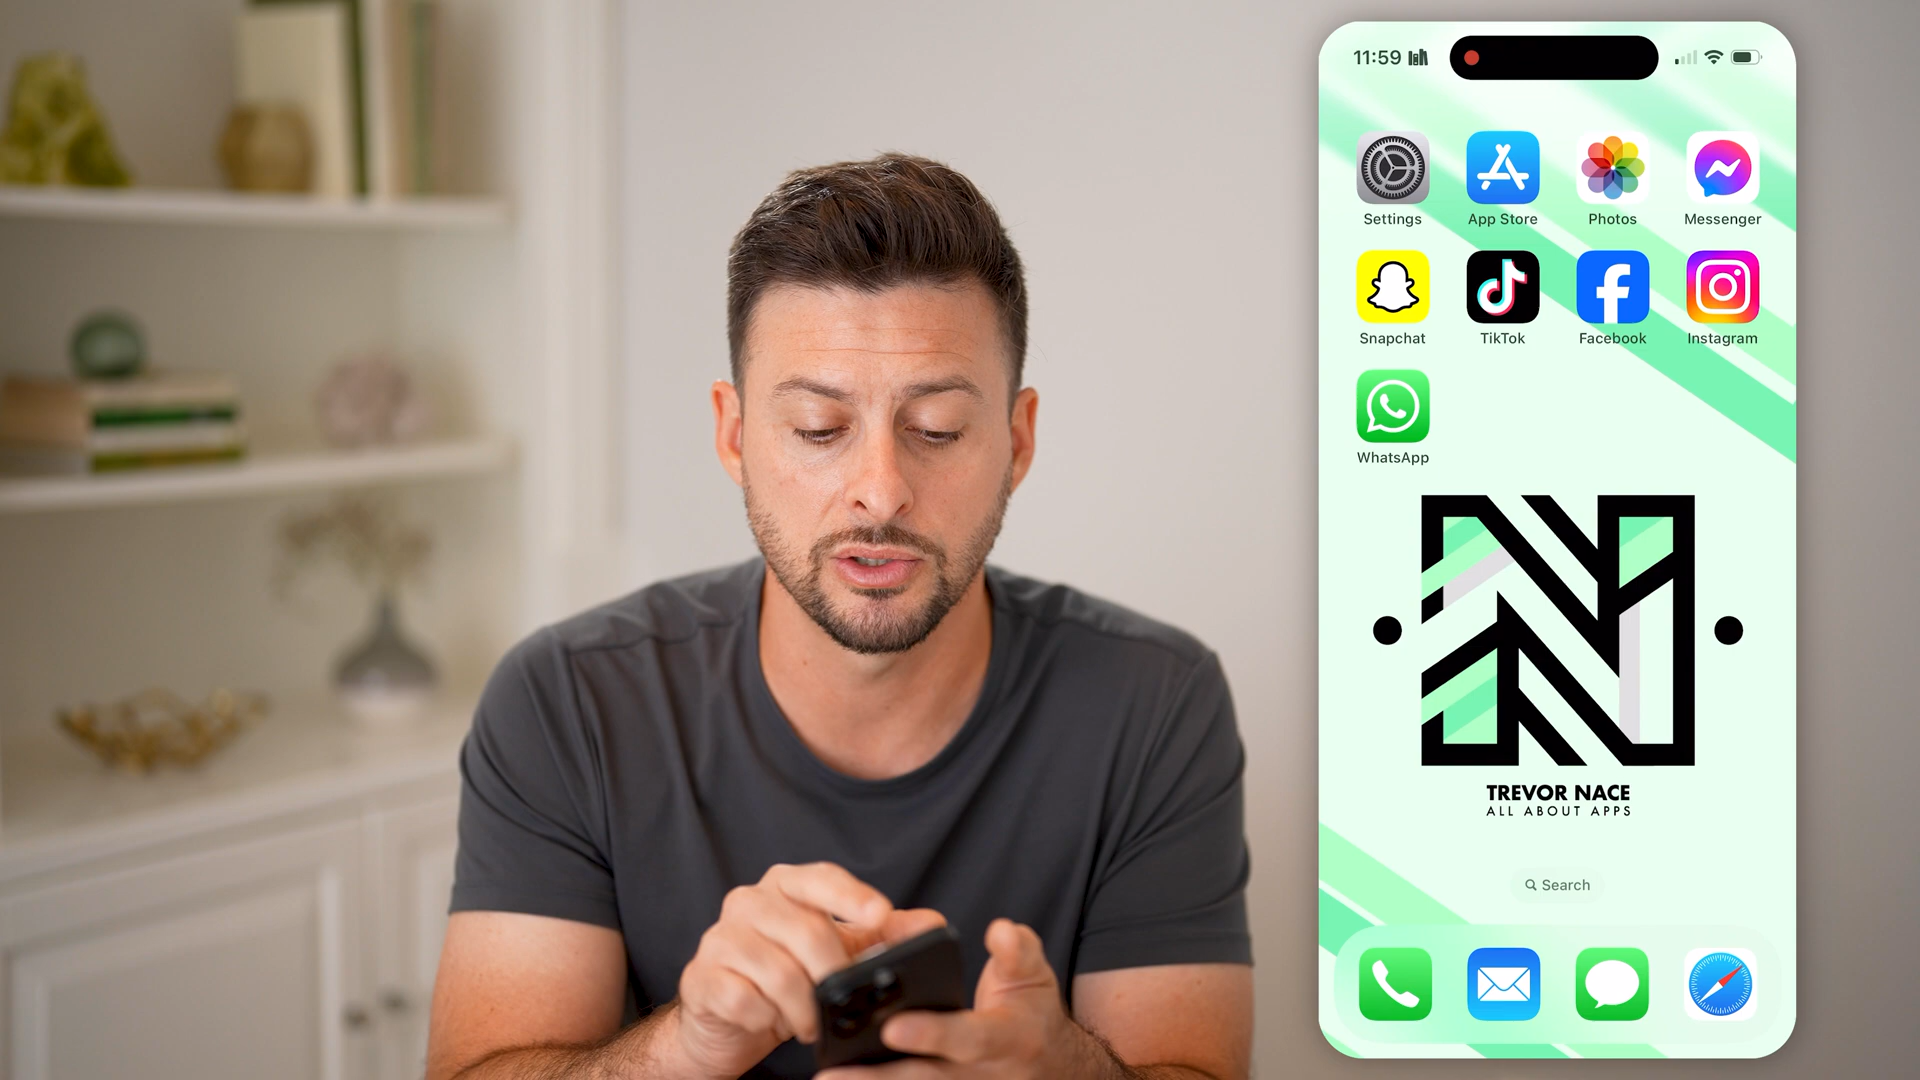 11:59
Settings App Store Photos Messenger
Snapchat TikTok Facebook Instagram
WhatsApp
TREVOR NACE
ALL ABOUT APPS
Search